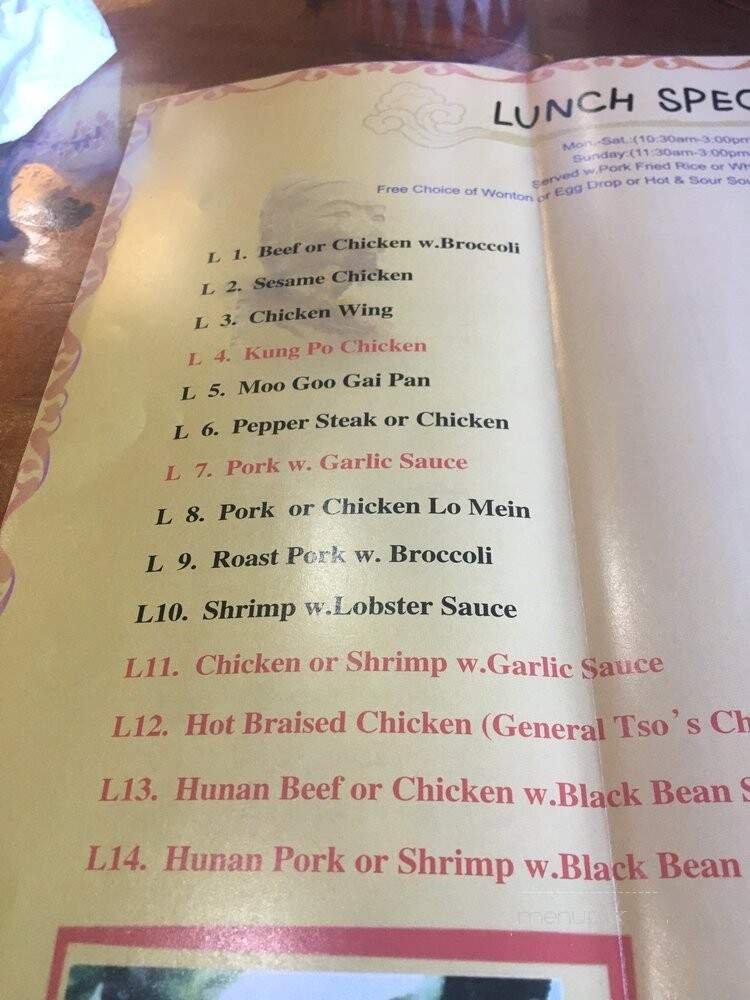 LUNCH SPEC
Mon.-Sat.:(10:30am-3:00pm
Sunday:(11:30am-3:00pm
Served w.Pork Fried Rice or Wh
Free Choice of Wonton or Egg Drop or Hot & Sour Sou
L 1. Beef or Chicken w.Broccoli
L 2. Sesame Chicken
L 3. Chicken Wing
L 4. Kung Po Chicken
L 5. Moo Goo Gai Pan
L 6. Pepper Steak or Chicken
L 7. Pork w. Garlic Sauce
L 8. Pork or Chicken Lo Mein
L 9. Roast Pork w. Broccoli
L10. Shrimp w.Lobster Sauce
L11. Chicken or Shrimp w.Garlic Sauce
L12. Hot Braised Chicken (General Tso's Ch
L13. Hunan Beef or Chicken w.Black Bean S
L14. Hunan Pork or Shrimp w.Black Bean
menupix